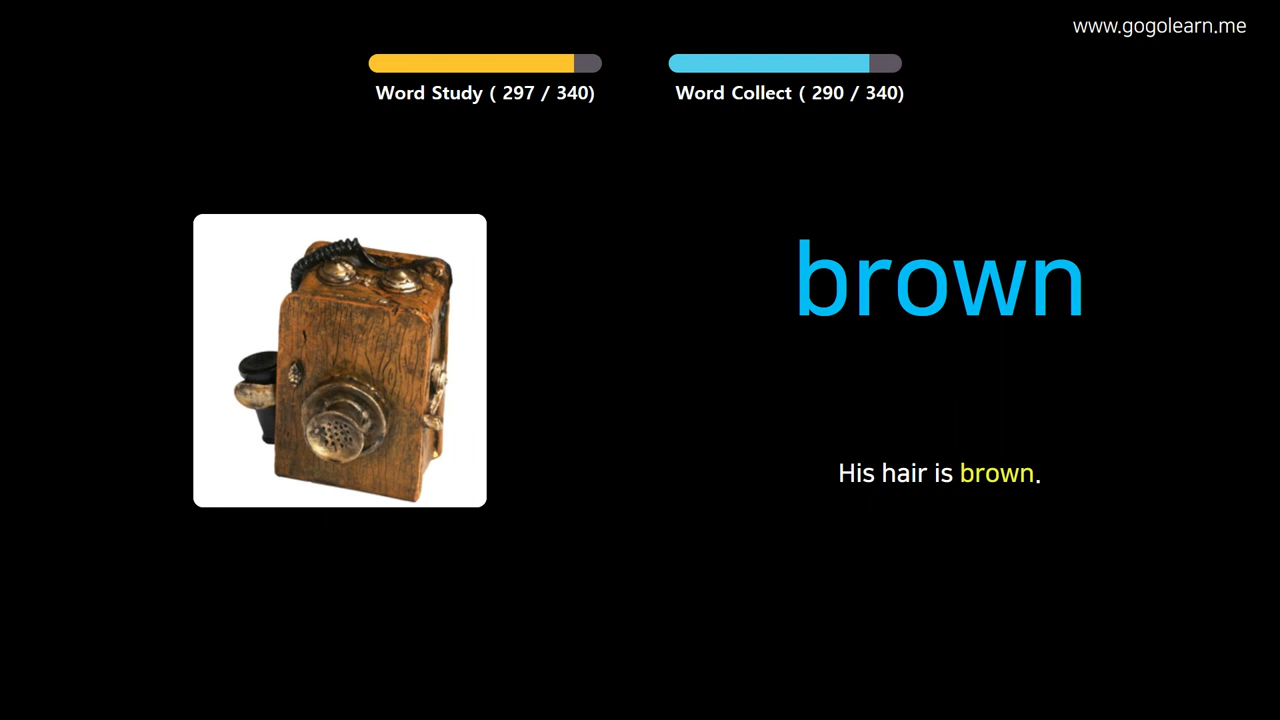 www.gogolearn.me
Word Study ( 297 / 340)
Word Collect ( 290 / 340)
brown
His hair is brown.